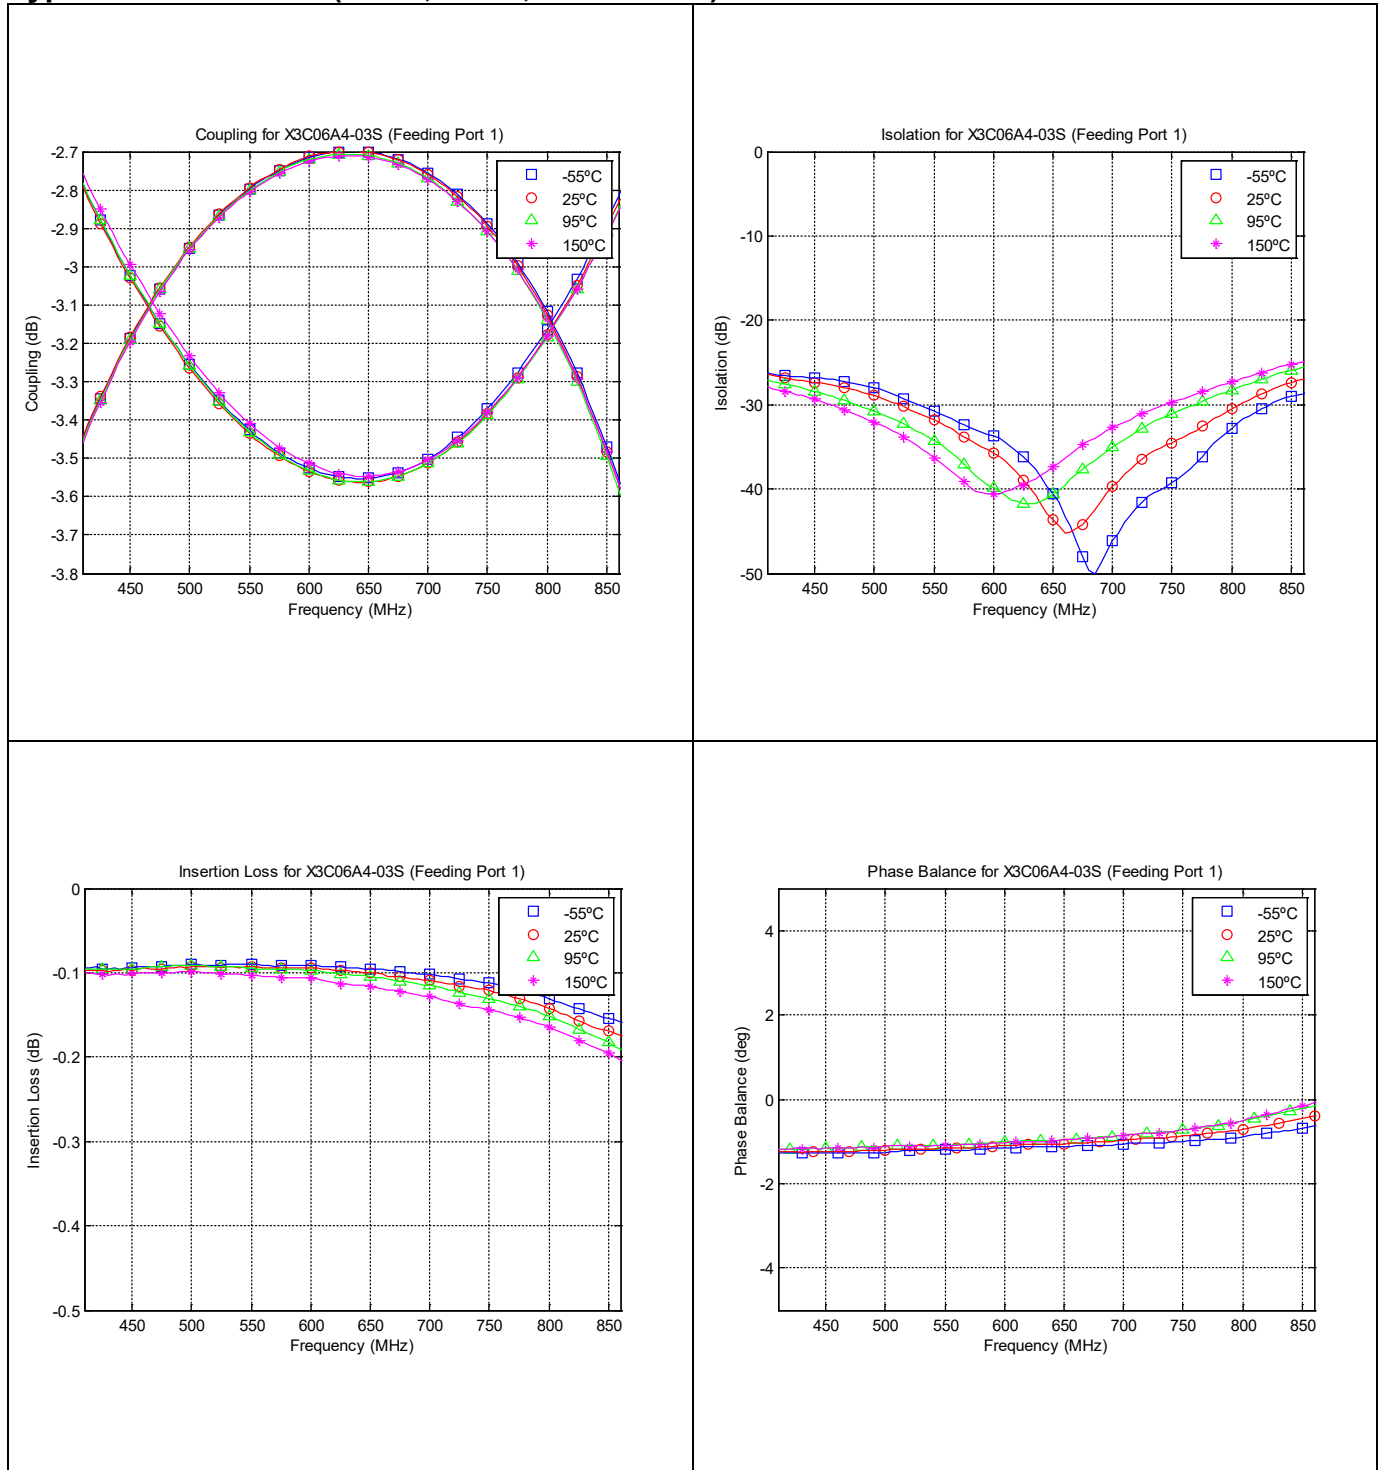 Coupling for X3C06A4-03S (Feeding Port 1)
-2.7
-2.8
-2.9
-3
-3.1
-3.2
-3.3
-3.4
-3.5
-3.6
-3.7
-3.8
Coupling (dB)
450 500 550 600 650 700 750 800 850
Frequency (MHz)
-55ºC
25ºC
95ºC
150ºC
Isolation for X3C06A4-03S (Feeding Port 1)
0
-10
-20
-30
-40
-50
Isolation (dB)
450 500 550 600 650 700 750 800 850
Frequency (MHz)
-55ºC
25ºC
95ºC
150ºC
Insertion Loss for X3C06A4-03S (Feeding Port 1)
0
-0.1
-0.2
-0.3
-0.4
-0.5
Insertion Loss (dB)
450 500 550 600 650 700 750 800 850
Frequency (MHz)
-55ºC
25ºC
95ºC
150ºC
Phase Balance for X3C06A4-03S (Feeding Port 1)
4
2
0
-2
-4
Phase Balance (deg)
450 500 550 600 650 700 750 800 850
Frequency (MHz)
-55ºC
25ºC
95ºC
150ºC